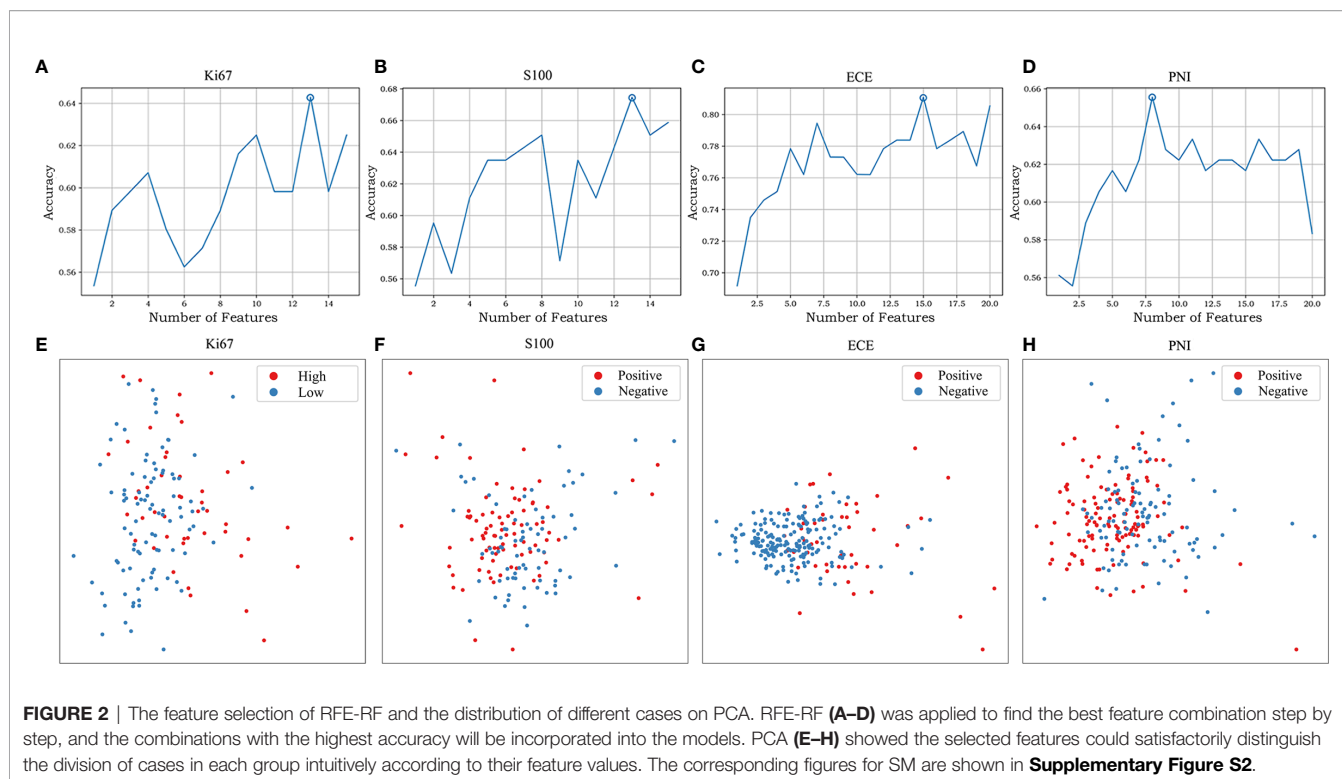 A
Ki67
B
S100
C
ECE
D
PNI
0.64
0.62
0.60
0.58
0.56
Accuracy
2 4 6 8 10 12 14
Number of Features
0.66
0.64
0.62
0.60
0.58
0.56
Accuracy
2 4 6 8 10 12 14
Number of Features
0.80
0.78
0.76
0.74
0.72
0.70
Accuracy
2.5 5.0 7.5 10.0 12.5 15.0 17.5 20.0
Number of Features
0.66
0.64
0.62
0.60
0.58
0.56
Accuracy
2.5 5.0 7.5 10.0 12.5 15.0 17.5 20.0
Number of Features
E
Ki67
High
Low
F
S100
Positive
Negative
G
ECE
Positive
Negative
H
PNI
Positive
Negative
FIGURE 2 | The feature selection of RFE-RF and the distribution of different cases on PCA. RFE-RF (A–D) was applied to find the best feature combination step by
step, and the combinations with the highest accuracy will be incorporated into the models. PCA (E–H) showed the selected features could satisfactorily distinguish
the division of cases in each group intuitively according to their feature values. The corresponding figures for SM are shown in Supplementary Figure S2.